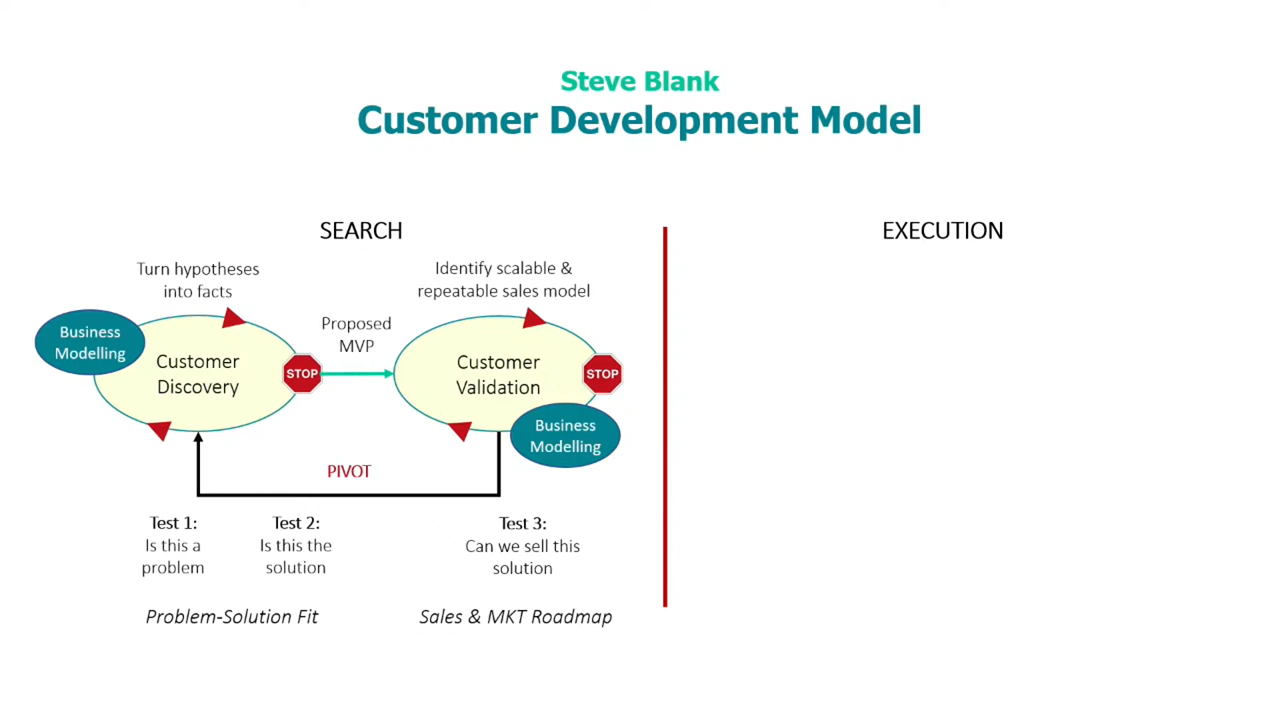 Steve Blank
Customer Development Model
SEARCH
EXECUTION
Turn hypotheses
into facts
Identify scalable &
repeatable sales model
Business
Modelling
Customer
Discovery
STOP
Proposed
MVP
Customer
Validation
STOP
Business
Modelling
PIVOT
Test 1:
Is this a
problem
Test 2:
Is this the
solution
Test 3:
Can we sell this
solution
Problem-Solution Fit
Sales & MKT Roadmap